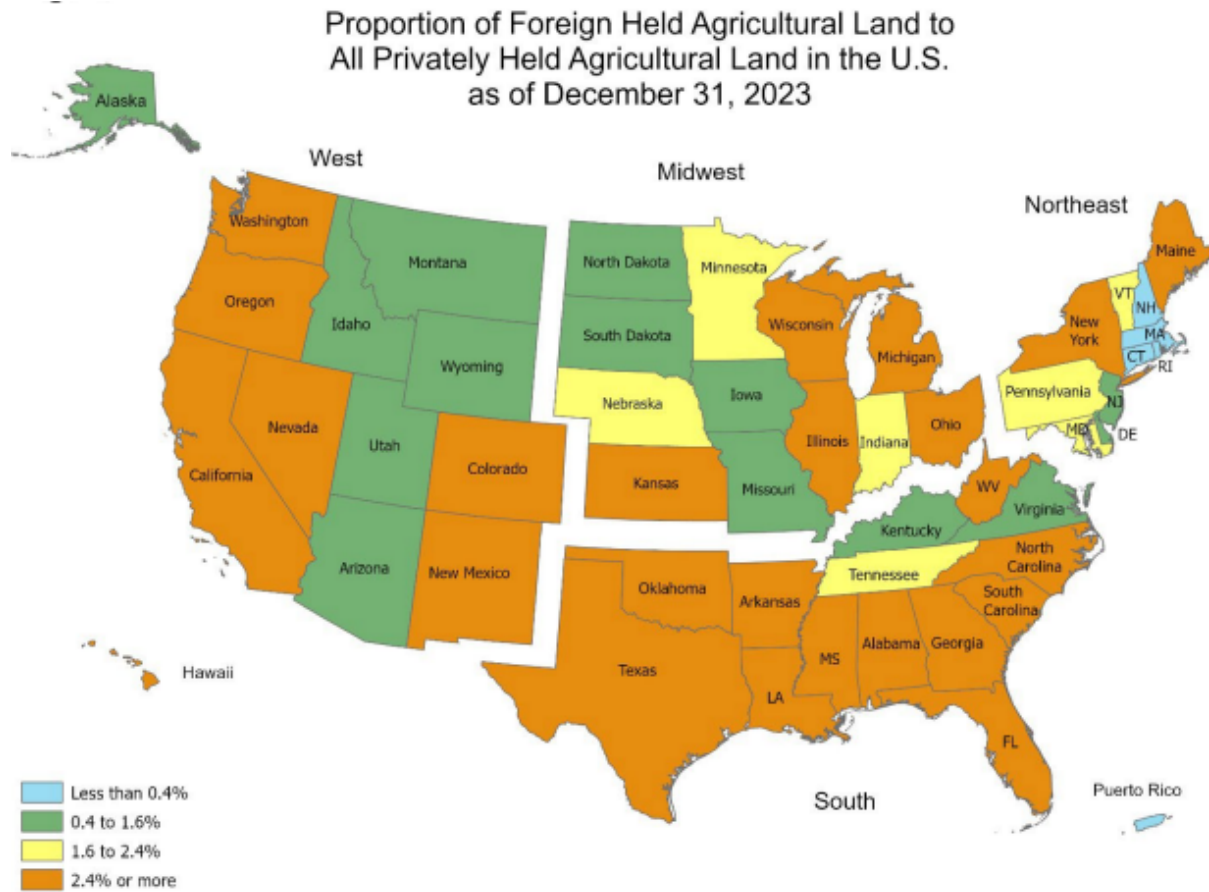 Proportion of Foreign Held Agricultural Land to
All Privately Held Agricultural Land in the U.S.
as of December 31, 2023
Alaska
West
Midwest
Northeast
Washington
Montana
North Dakota
Minnesota
Maine
VT
NH
Oregon
Idaho
Wisconsin
New
York
MA
South Dakota
Michigan
CT
RI
Wyoming
Pennsylvania
Nebraska
Iowa
NJ
Nevada
Utah
Illinois
Indiana
Ohio
MD
DE
California
Colorado
Kansas
Missouri
WV
Virginia
Kentucky
Arizona
New Mexico
North
Carolina
Tennessee
Oklahoma
Arkansas
South
Carolina
Hawaii
Texas
MS
Alabama
Georgia
LA
FL
South
Puerto Rico
Less than 0.4%
0.4 to 1.6%
1.6 to 2.4%
2.4% or more